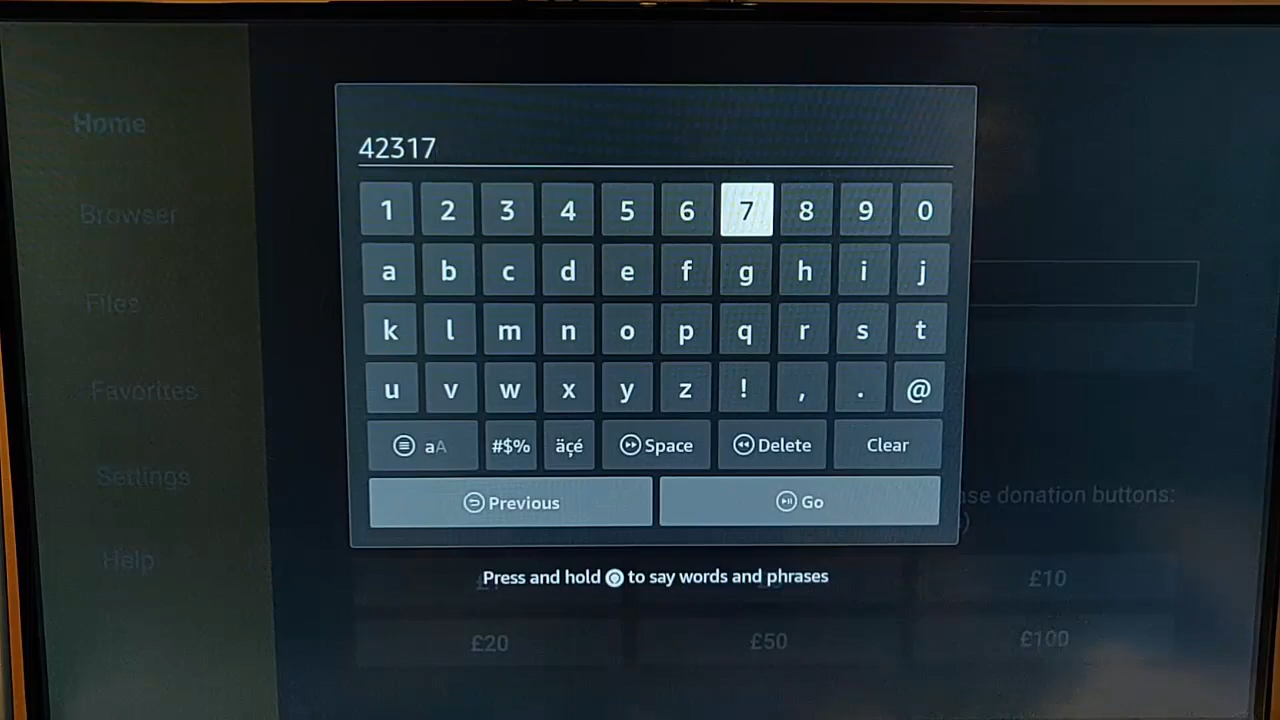 Home
Browser
Files
Favorites
Settings
Help
42317
1 2 3 4 5 6 7 8 9 0
a b c d e f g h i j
k l m n o p q r s t
u v w x y z ! , . @
aA #$% äçé Space Delete Clear
Previous Go
Press and hold to say words and phrases
donation buttons:
£10
£20 £50 £100